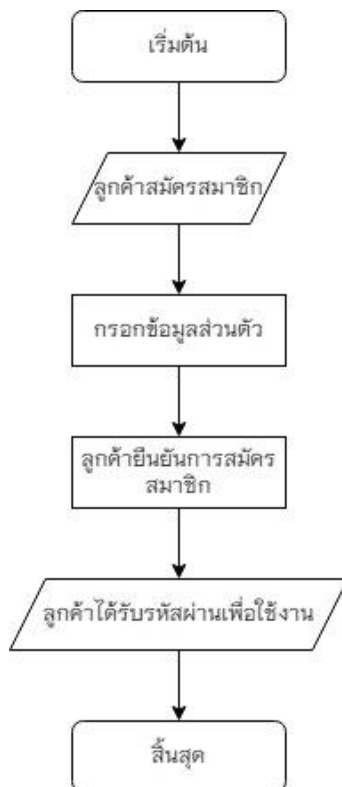 เริ่มต้น
ลูกค้าสมัครสมาชิก
กรอกข้อมูลส่วนตัว
ลูกค้ายืนยันการสมัคร
สมาชิก
ลูกค้าได้รับรหัสผ่านเพื่อใช้งาน
สิ้นสุด